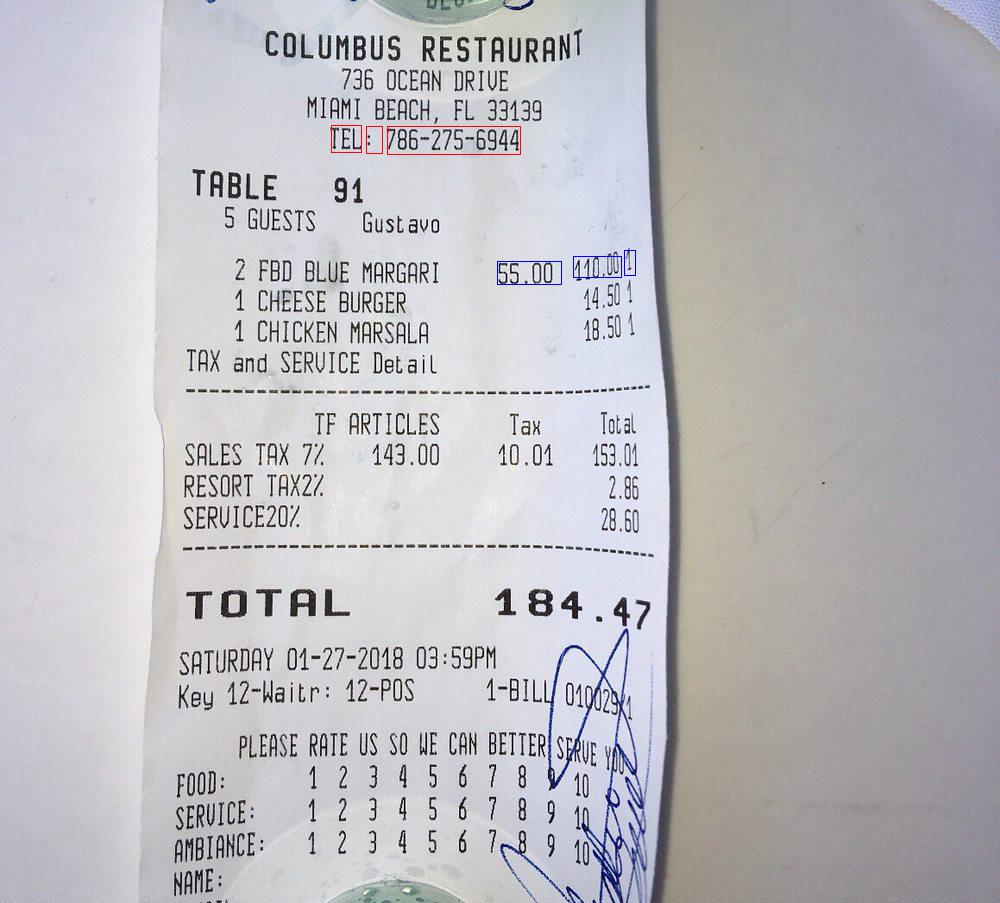 COLUMBUS RESTAURANT
736 OCEAN DRIVE
MIAMI BEACH, FL 33139
TEL: 786-275-6944
TABLE 91
5 GUESTS Gustavo
2 FBD BLUE MARGARI 55.00 110.00 1
1 CHEESE BURGER 14.50 1
1 CHICKEN MARSALA 18.50 1
TAX and SERVICE Detail
TF ARTICLES Tax Total
SALES TAX 7% 143.00 10.01 153.01
RESORT TAX2% 2.86
SERVICE20% 28.60
TOTAL 184.47
SATURDAY 01-27-2018 03:59PM
Key 12-Waitr: 12-POS 1-BILL 010029/1
PLEASE RATE US SO WE CAN BETTER SERVE YOU
FOOD: 1 2 3 4 5 6 7 8 9 10
SERVICE: 1 2 3 4 5 6 7 8 9 10
AMBIANCE: 1 2 3 4 5 6 7 8 9 10
NAME: